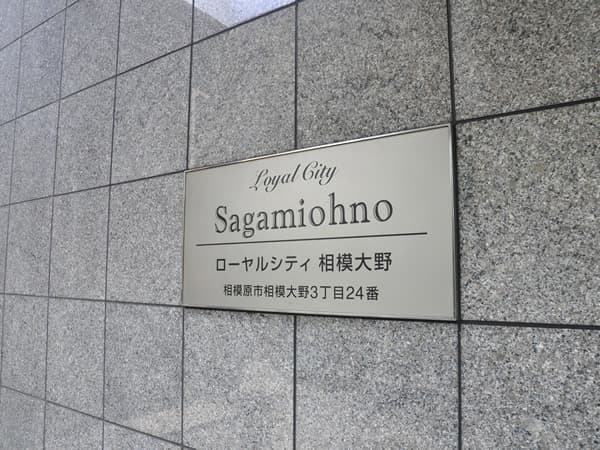 Loyal City
Sagamiohno
ローヤルシティ 相模大野
相模原市相模大野3丁目24番